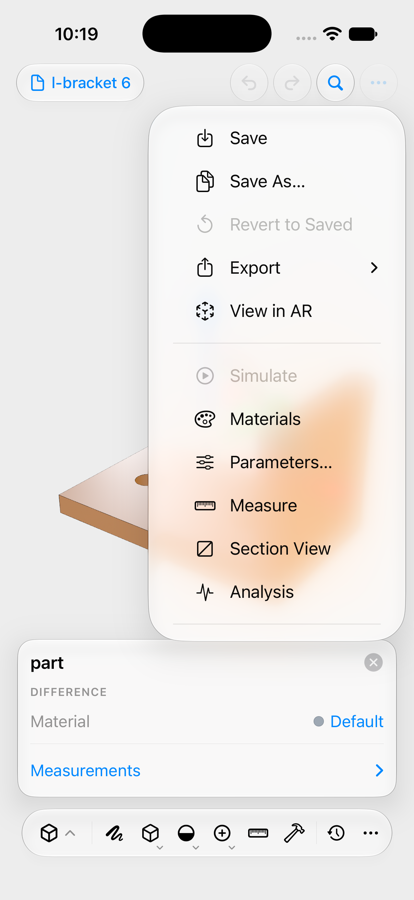 10:19
I-bracket 6
Save
Save As...
Revert to Saved
Export
View in AR
Simulate
Materials
Parameters...
Measure
Section View
Analysis
part
DIFFERENCE
Material
Default
Measurements